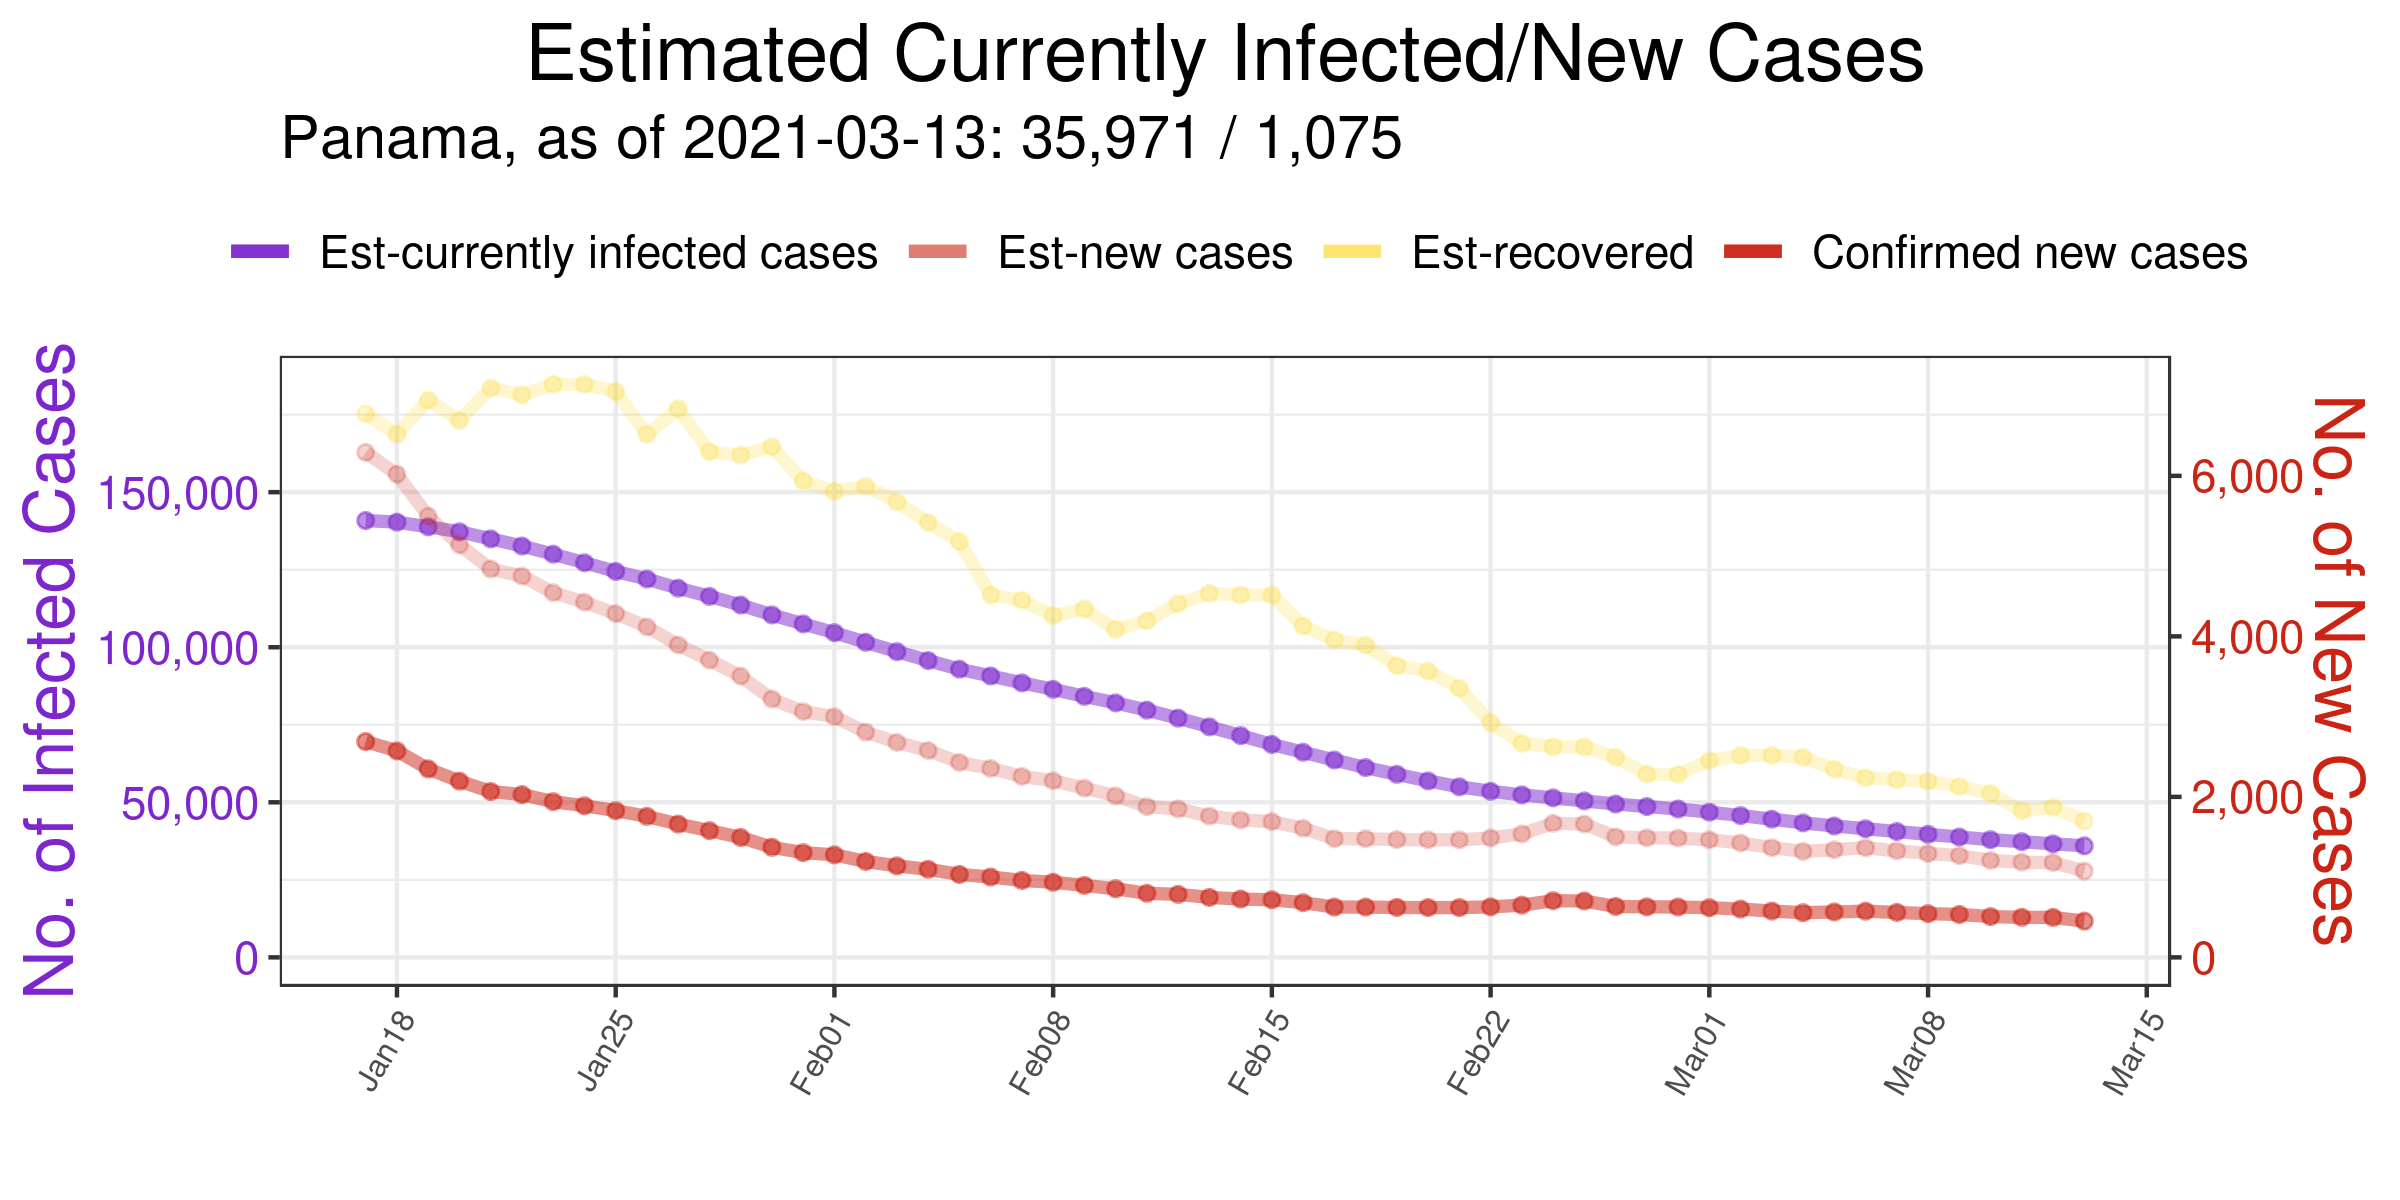 Estimated Currently Infected/New Cases
Panama, as of 2021-03-13: 35,971 / 1,075
Est-currently infected cases Est-new cases Est-recovered Confirmed new cases
No. of Infected Cases
150,000
100,000
50,000
0
6,000
4,000
2,000
0
No. of New Cases
Jan18 Jan25 Feb01 Feb08 Feb15 Feb22 Mar01 Mar08 Mar15